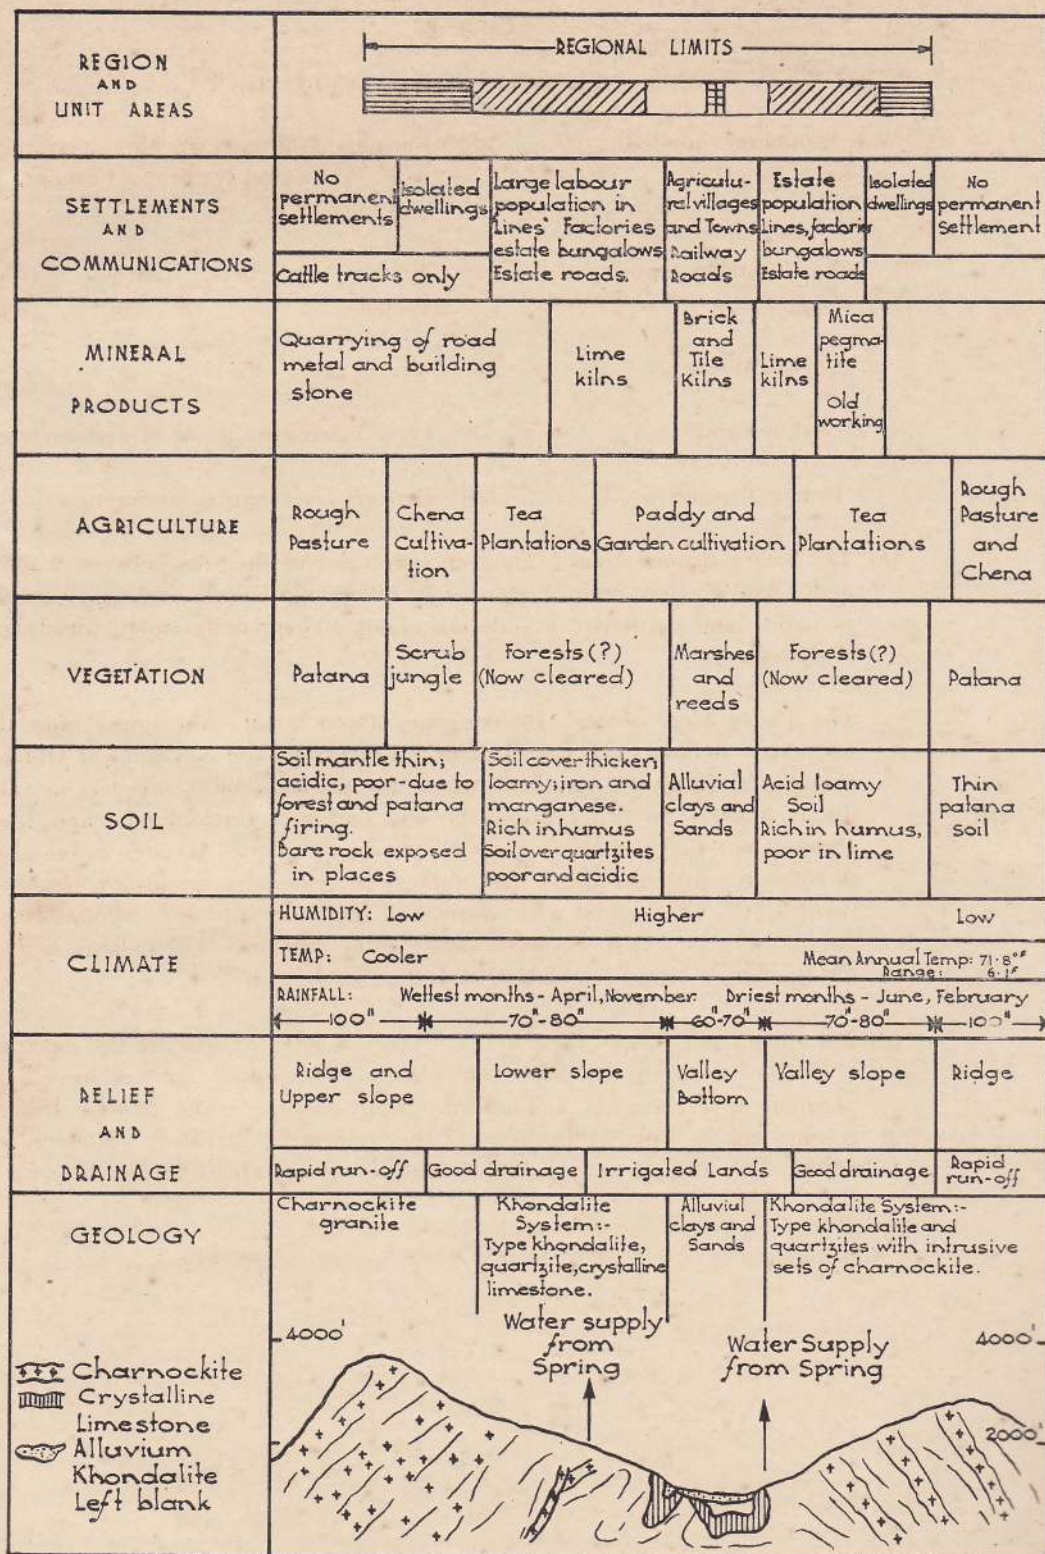 REGION
AND
UNIT AREAS
REGIONAL LIMITS
SETTLEMENTS
AND
COMMUNICATIONS
No
permanent
settlements
Isolated
dwellings
Cattle tracks only
Large labour
population in
'Lines' Factories
estate bungalows
Estate roads.
Agricultu-
ral villages
and Towns
Railway
Roads
Estate
population
Lines, factories
bungalows
Estate roads
Isolated
dwellings
No
permanent
Settlement
MINERAL
PRODUCTS
Quarrying of road
metal and building
stone
Lime
kilns
Brick
and
Tile
Kilns
Lime
kilns
Mica
pegma-
tite
Old
working
AGRICULTURE
Rough
Pasture
Chena
Cultiva-
tion
Tea
Plantations
Paddy and
Garden cultivation
Tea
Plantations
Rough
Pasture
and
Chena
VEGETATION
Patana
Scrub
jungle
Forests (?)
(Now cleared)
Marshes
and
reeds
Forests (?)
(Now cleared)
Patana
SOIL
Soil mantle thin;
acidic, poor-due to
forest and patana
firing.
Bare rock exposed
in places
Soil cover thicker;
loamy; iron and
manganese.
Rich in humus
Soil over quartzites
poor and acidic
Alluvial
clays and
Sands
Acid loamy
Soil
Rich in humus,
poor in lime
Thin
patana
soil
CLIMATE
HUMIDITY: Low Higher Low
TEMP: Cooler Mean Annual Temp: 71.8°F
Range: 6.1F
RAINFALL: Wettest months - April, November. Driest months - June, February
100" 70"-80" 60"-70" 70"-80" 100"
RELIEF
AND
DRAINAGE
Ridge and
Upper slope
Lower slope
Valley
Bottom
Valley slope
Ridge
Rapid run-off
Good drainage
Irrigated Lands
Good drainage
Rapid
run-off
GEOLOGY
Charnockite
granite
Khondalite
System:-
Type khondalite,
quartzite, crystalline
limestone.
Alluvial
clays and
Sands
Khondalite System:-
Type khondalite and
quartzites with intrusive
sets of charnockite.
4000'
Water supply
from
Spring
Water Supply
from Spring
4000'
2000'
Charnockite
Crystalline
Limestone
Alluvium
Khondalite
Left blank